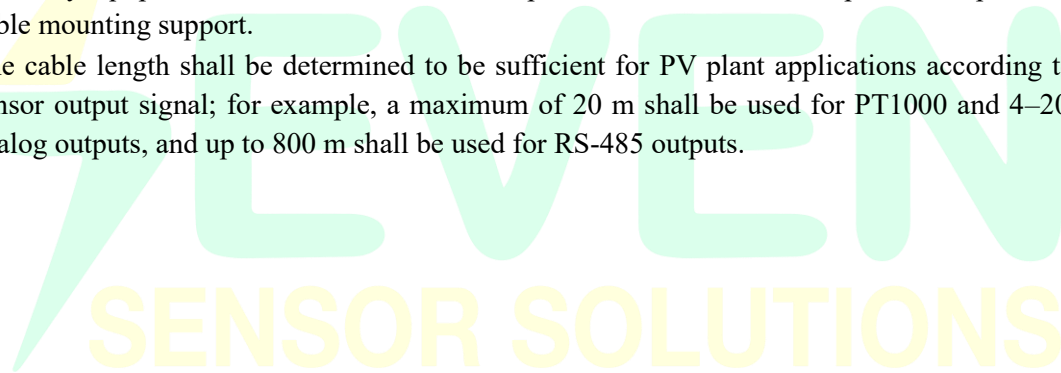 ble mounting support.
e cable length shall be determined to be sufficient for PV plant applications according t
nsor output signal; for example, a maximum of 20 m shall be used for PT1000 and 4–20
alog outputs, and up to 800 m shall be used for RS-485 outputs.
EVEN
SENSOR SOLUTIONS